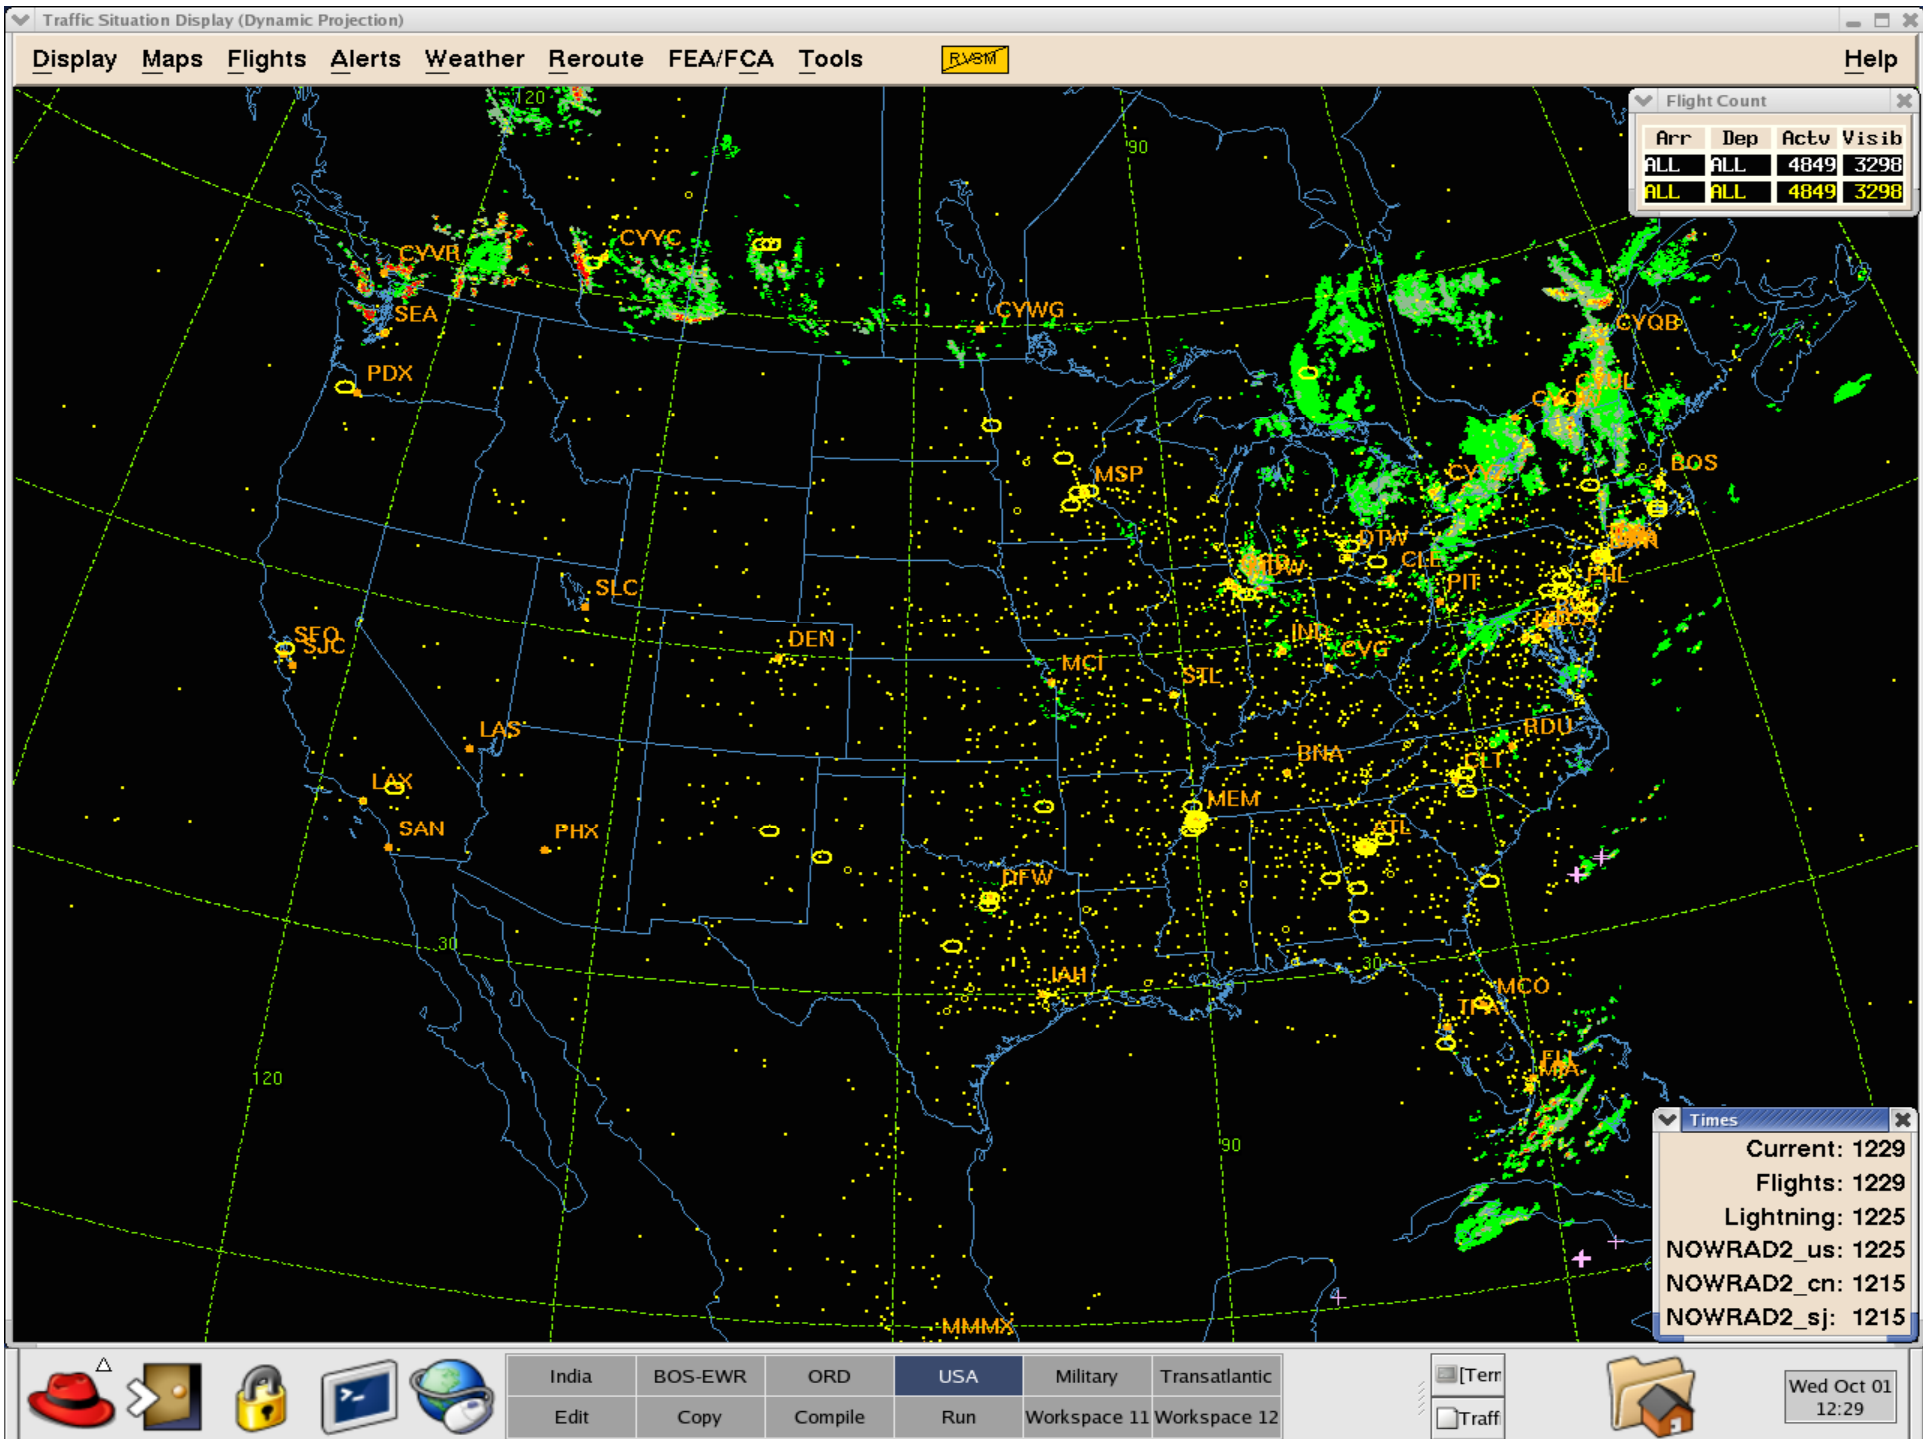 Traffic Situation Display (Dynamic Projection)
Display Maps Flights Alerts Weather Reroute FEA/FCA Tools RVSM Help
Flight Count
Arr Dep Actv Visib
ALL ALL 4849 3298
ALL ALL 4849 3298
120
90
CYVR
CYYC
SEA
CYWG
CYQB
PDX
MSP
BOS
DTW
CLE
PIT
PHL
SLC
SFO
SJC
DEN
IND
CVG
MCI
STL
LAS
RDU
BNA
CLT
LAX
MEM
SAN
PHX
ATL
DFW
30
30
IAH
MCO
TPA
FLL
MIA
120
90
MMMX
Times
Current: 1229
Flights: 1229
Lightning: 1225
NOWRAD2_us: 1225
NOWRAD2_cn: 1215
NOWRAD2_sj: 1215
India BOS-EWR ORD USA Military Transatlantic
Edit Copy Compile Run Workspace 11 Workspace 12
[Tern
Traffi
Wed Oct 01
12:29